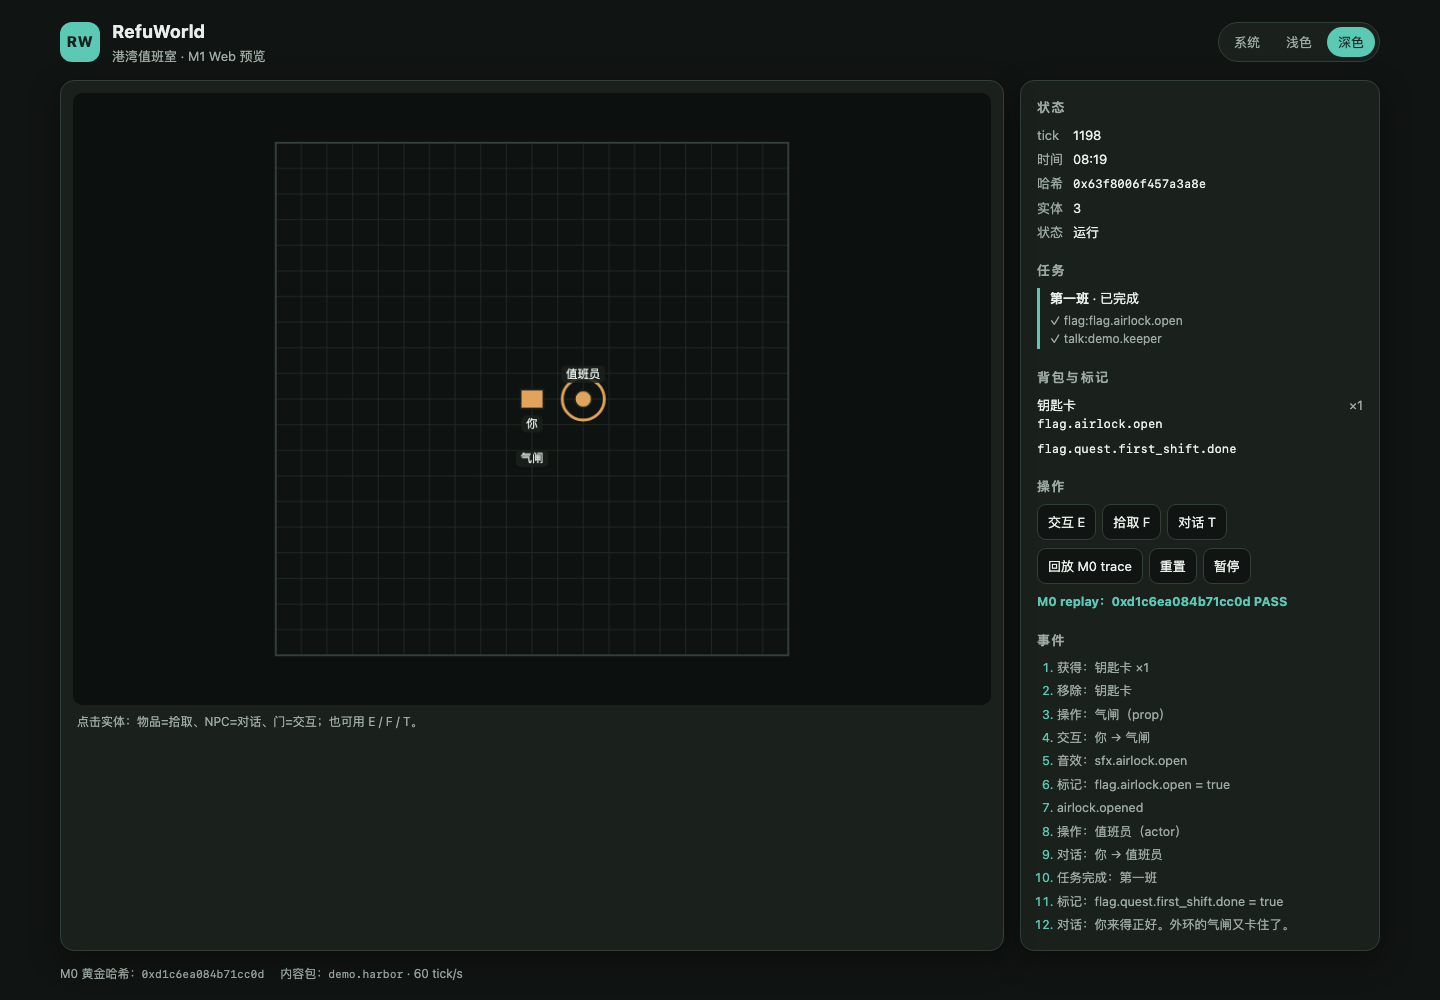 RW
RefuWorld
港湾值班室 · M1 Web 预览
系统 浅色 深色
值班员
你
气闸
点击实体：物品=拾取、NPC=对话、门=交互；也可用 E / F / T。
状态
tick 1198
时间 08:19
哈希 0x63f8006f457a3a8e
实体 3
状态 运行
任务
第一班 · 已完成
✓ flag:flag.airlock.open
✓ talk:demo.keeper
背包与标记
钥匙卡 ×1
flag.airlock.open
flag.quest.first_shift.done
操作
交互 E 拾取 F 对话 T
回放 M0 trace 重置 暂停
M0 replay：0xd1c6ea084b71cc0d PASS
事件
1. 获得：钥匙卡 ×1
2. 移除：钥匙卡
3. 操作：气闸（prop）
4. 交互：你 → 气闸
5. 音效：sfx.airlock.open
6. 标记：flag.airlock.open = true
7. airlock.opened
8. 操作：值班员（actor）
9. 对话：你 → 值班员
10. 任务完成：第一班
11. 标记：flag.quest.first_shift.done = true
12. 对话：你来得正好。外环的气闸又卡住了。
M0 黄金哈希：0xd1c6ea084b71cc0d 内容包：demo.harbor · 60 tick/s